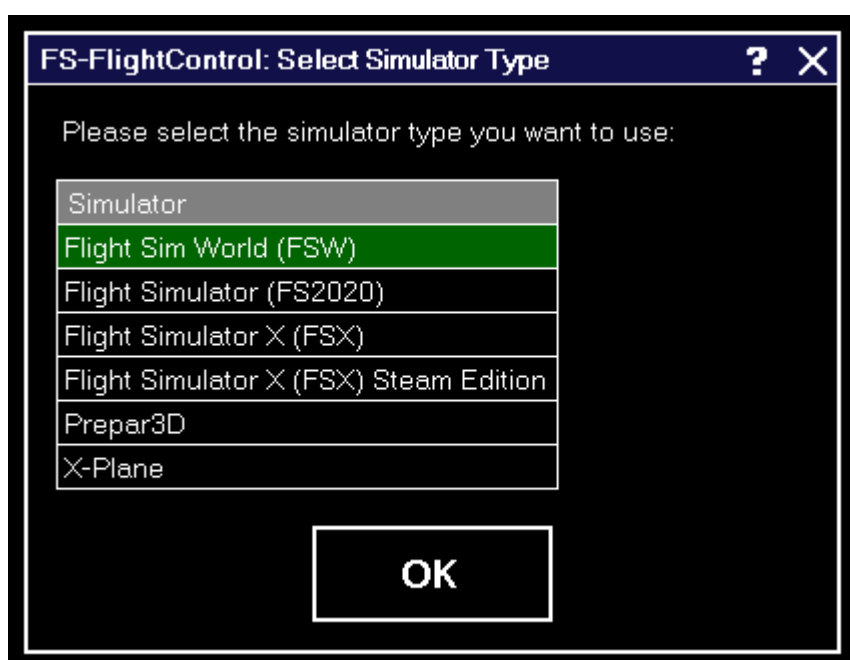 FS-FlightControl: Select Simulator Type ? X
Please select the simulator type you want to use:
Simulator
Flight Sim World (FSW)
Flight Simulator (FS2020)
Flight Simulator X (FSX)
Flight Simulator X (FSX) Steam Edition
Prepar3D
X-Plane
OK